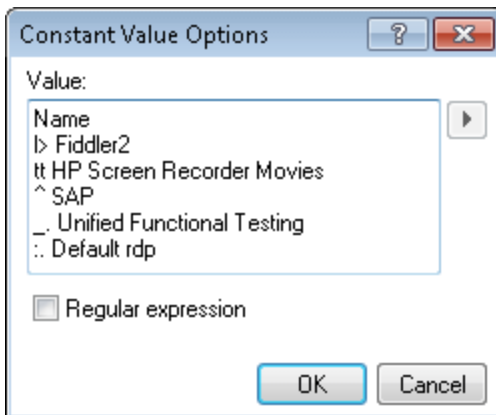 Constant Value Options
Value:
Name
l> Fiddler2
tt HP Screen Recorder Movies
^ SAP
_. Unified Functional Testing
:. Default rdp
Regular expression
OK
Cancel